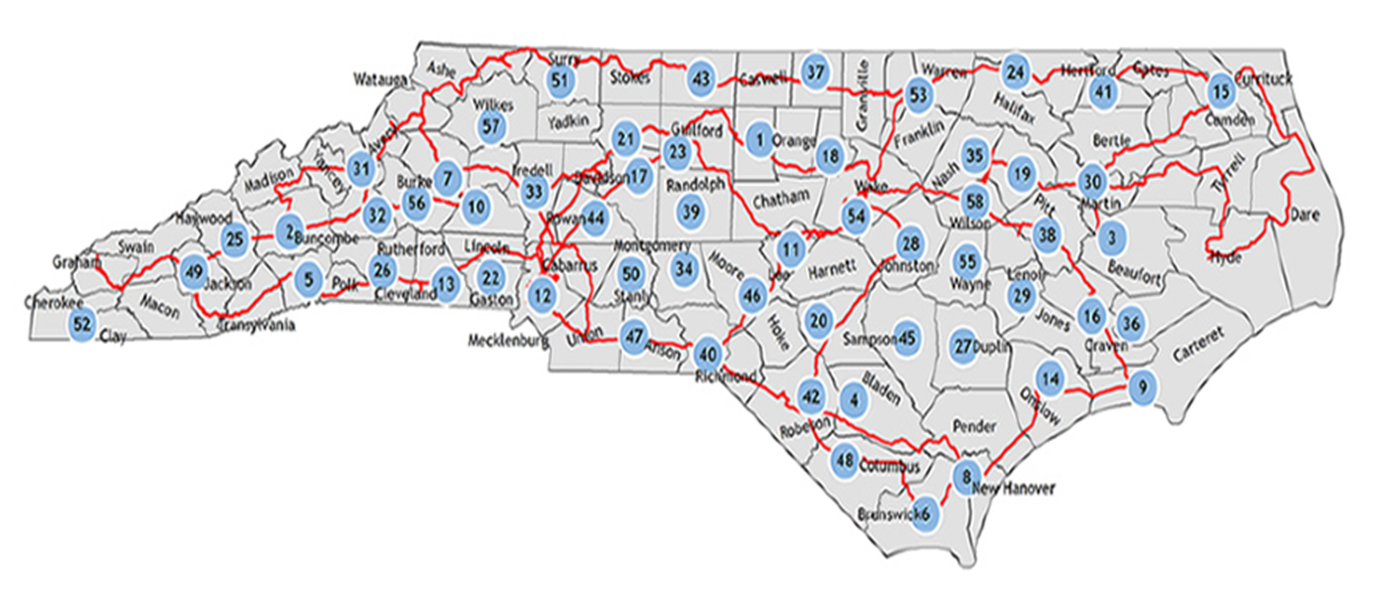 Surry
Ashe
Watauga
51
Stokes
43
Caswell
37
Granville
Warren
24
Hertford
Gates
Currituck
53
41
15
Wilkes
57
Yadkin
Halifax
Camden
Avery
21
Guilford
1
Orange
Franklin
Bertie
23
18
35
Madison
Yancey
31
Burke
7
Iredell
33
Davidson
17
Randolph
Chatham
Wake
Nash
19
30
Tyrrell
56
10
Rowan
44
39
54
58
Pitt
Martin
Dare
Haywood
32
Wilson
38
3
25
2
Buncombe
Swain
Rutherford
Lincoln
Montgomery
11
28
Graham
49
Jackson
5
Polk
26
Cleveland
13
22
Gaston
Cabarrus
50
34
Moore
Lee
Harnett
Johnston
55
Wayne
Lenoir
Beaufort
Hyde
Cherokee
Macon
12
Stanly
46
29
Jones
16
36
52
Clay
Transylvania
Mecklenburg
Union
47
Anson
Hoke
20
Sampson
45
27
Duplin
Craven
Carteret
40
Richmond
14
9
42
4
Bladen
Onslow
Robeson
Pender
48
Columbus
8
New Hanover
Brunswick
6